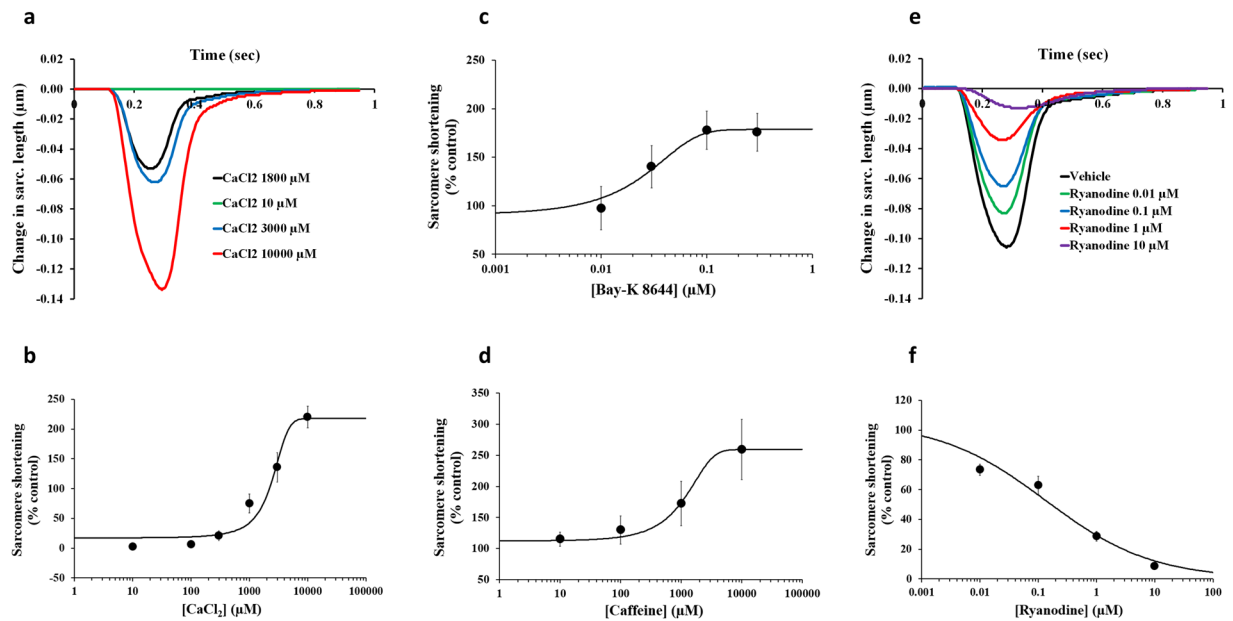 a
Time (sec)
0.02
0.00
-0.02
-0.04
-0.06
-0.08
-0.10
-0.12
-0.14
0
0.2
0.4
0.6
0.8
1
Change in sarc. length (µm)
CaCl2 1800 µM
CaCl2 10 µM
CaCl2 3000 µM
CaCl2 10000 µM
c
250
200
150
100
50
0.001
0.01
0.1
1
Sarcomere shortening
(% control)
[Bay-K 8644] (µM)
e
Time (sec)
0.02
0.00
-0.02
-0.04
-0.06
-0.08
-0.10
-0.12
-0.14
0
0.2
0.4
0.6
0.8
1
Change in sarc. length (µm)
Vehicle
Ryanodine 0.01 µM
Ryanodine 0.1 µM
Ryanodine 1 µM
Ryanodine 10 µM
b
250
200
150
100
50
0
-50
1
10
100
1000
10000
100000
Sarcomere shortening
(% control)
[CaCl₂] (µM)
d
350
300
250
200
150
100
50
1
10
100
1000
10000
100000
Sarcomere shortening
(% control)
[Caffeine] (µM)
f
120
100
80
60
40
20
0
0.001
0.01
0.1
1
10
100
Sarcomere shortening
(% control)
[Ryanodine] (µM)